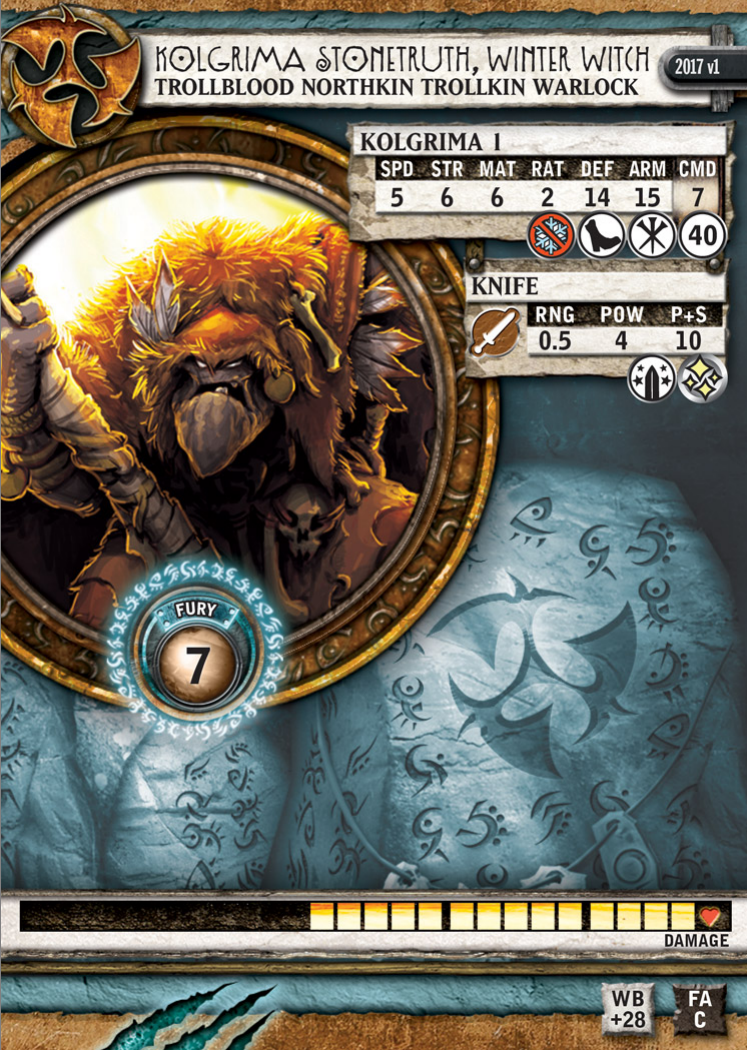 KOLGRIMA STONETRUTH, WINTER WITCH
TROLLBLOOD NORTHKIN TROLLKIN WARLOCK
2017 v1
KOLGRIMA 1
SPD STR MAT RAT DEF ARM CMD
5 6 6 2 14 15 7
40
KNIFE
RNG POW P+S
0.5 4 10
FURY
7
DAMAGE
WB FA
+28 C